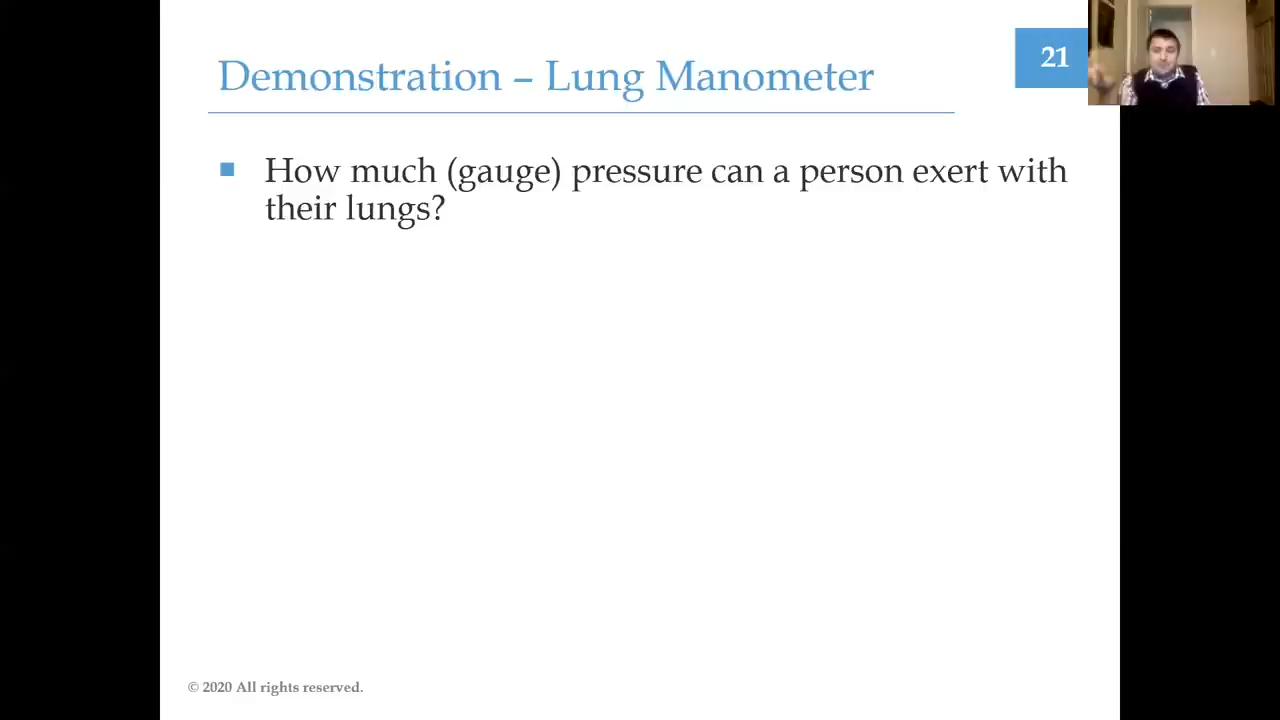 Demonstration – Lung Manometer
21
■ How much (gauge) pressure can a person exert with
their lungs?
© 2020 All rights reserved.